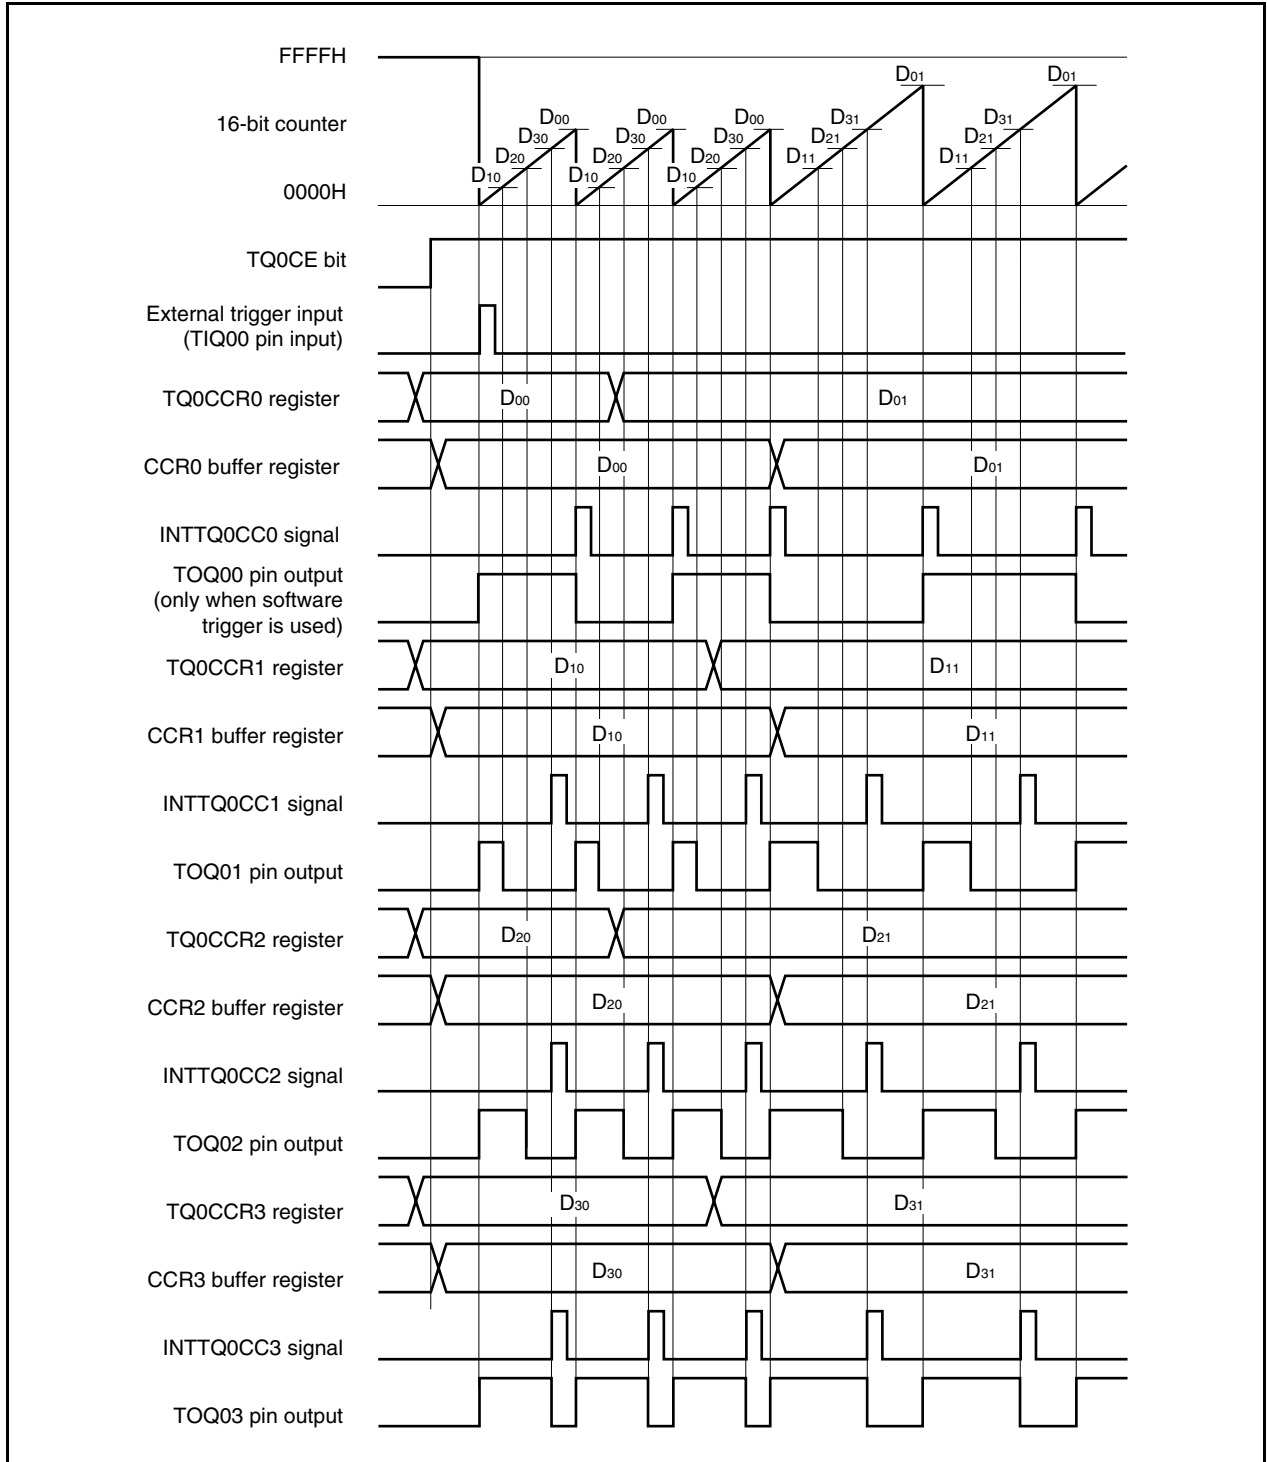 FFFFH
D01 D01
16-bit counter
D00 D00 D00 D31 D31
D30 D30 D30 D21 D21
D20 D20 D20 D11 D11
D10 D10 D10
0000H
TQ0CE bit
External trigger input
(TIQ00 pin input)
TQ0CCR0 register D00 D01
CCR0 buffer register D00 D01
INTTQ0CC0 signal
TOQ00 pin output
(only when software
trigger is used)
TQ0CCR1 register D10 D11
CCR1 buffer register D10 D11
INTTQ0CC1 signal
TOQ01 pin output
TQ0CCR2 register D20 D21
CCR2 buffer register D20 D21
INTTQ0CC2 signal
TOQ02 pin output
TQ0CCR3 register D30 D31
CCR3 buffer register D30 D31
INTTQ0CC3 signal
TOQ03 pin output